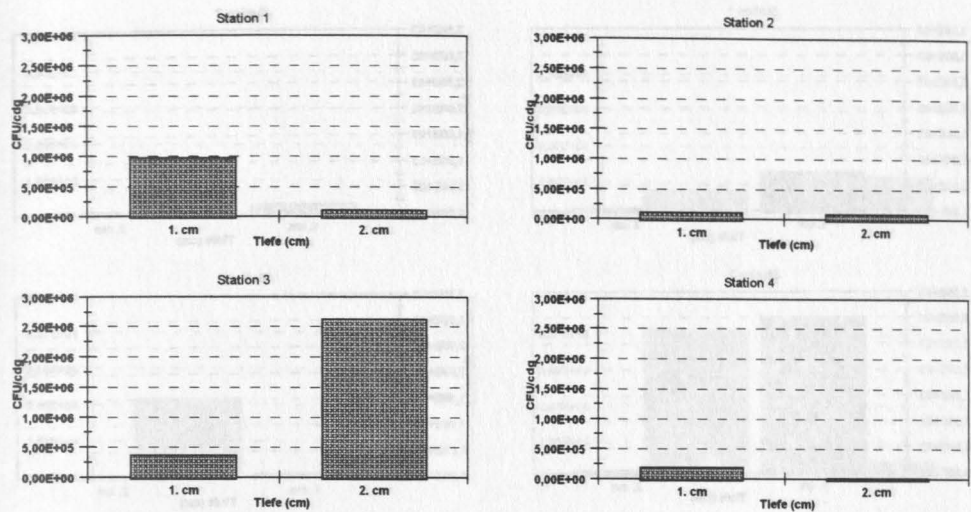 Station 1
3,00E+06
2,50E+06
2,00E+06
1,50E+06
1,00E+06
5,00E+05
0,00E+00
CFU/cdg
1. cm
2. cm
Tiefe (cm)
Station 2
3,00E+06
2,50E+06
2,00E+06
1,50E+06
1,00E+06
5,00E+05
0,00E+00
CFU/cdg
1. cm
2. cm
Tiefe (cm)
Station 3
3,00E+06
2,50E+06
2,00E+06
1,50E+06
1,00E+06
5,00E+05
0,00E+00
CFU/cdg
1. cm
2. cm
Tiefe (cm)
Station 4
3,00E+06
2,50E+06
2,00E+06
1,50E+06
1,00E+06
5,00E+05
0,00E+00
CFU/cdg
1. cm
2. cm
Tiefe (cm)